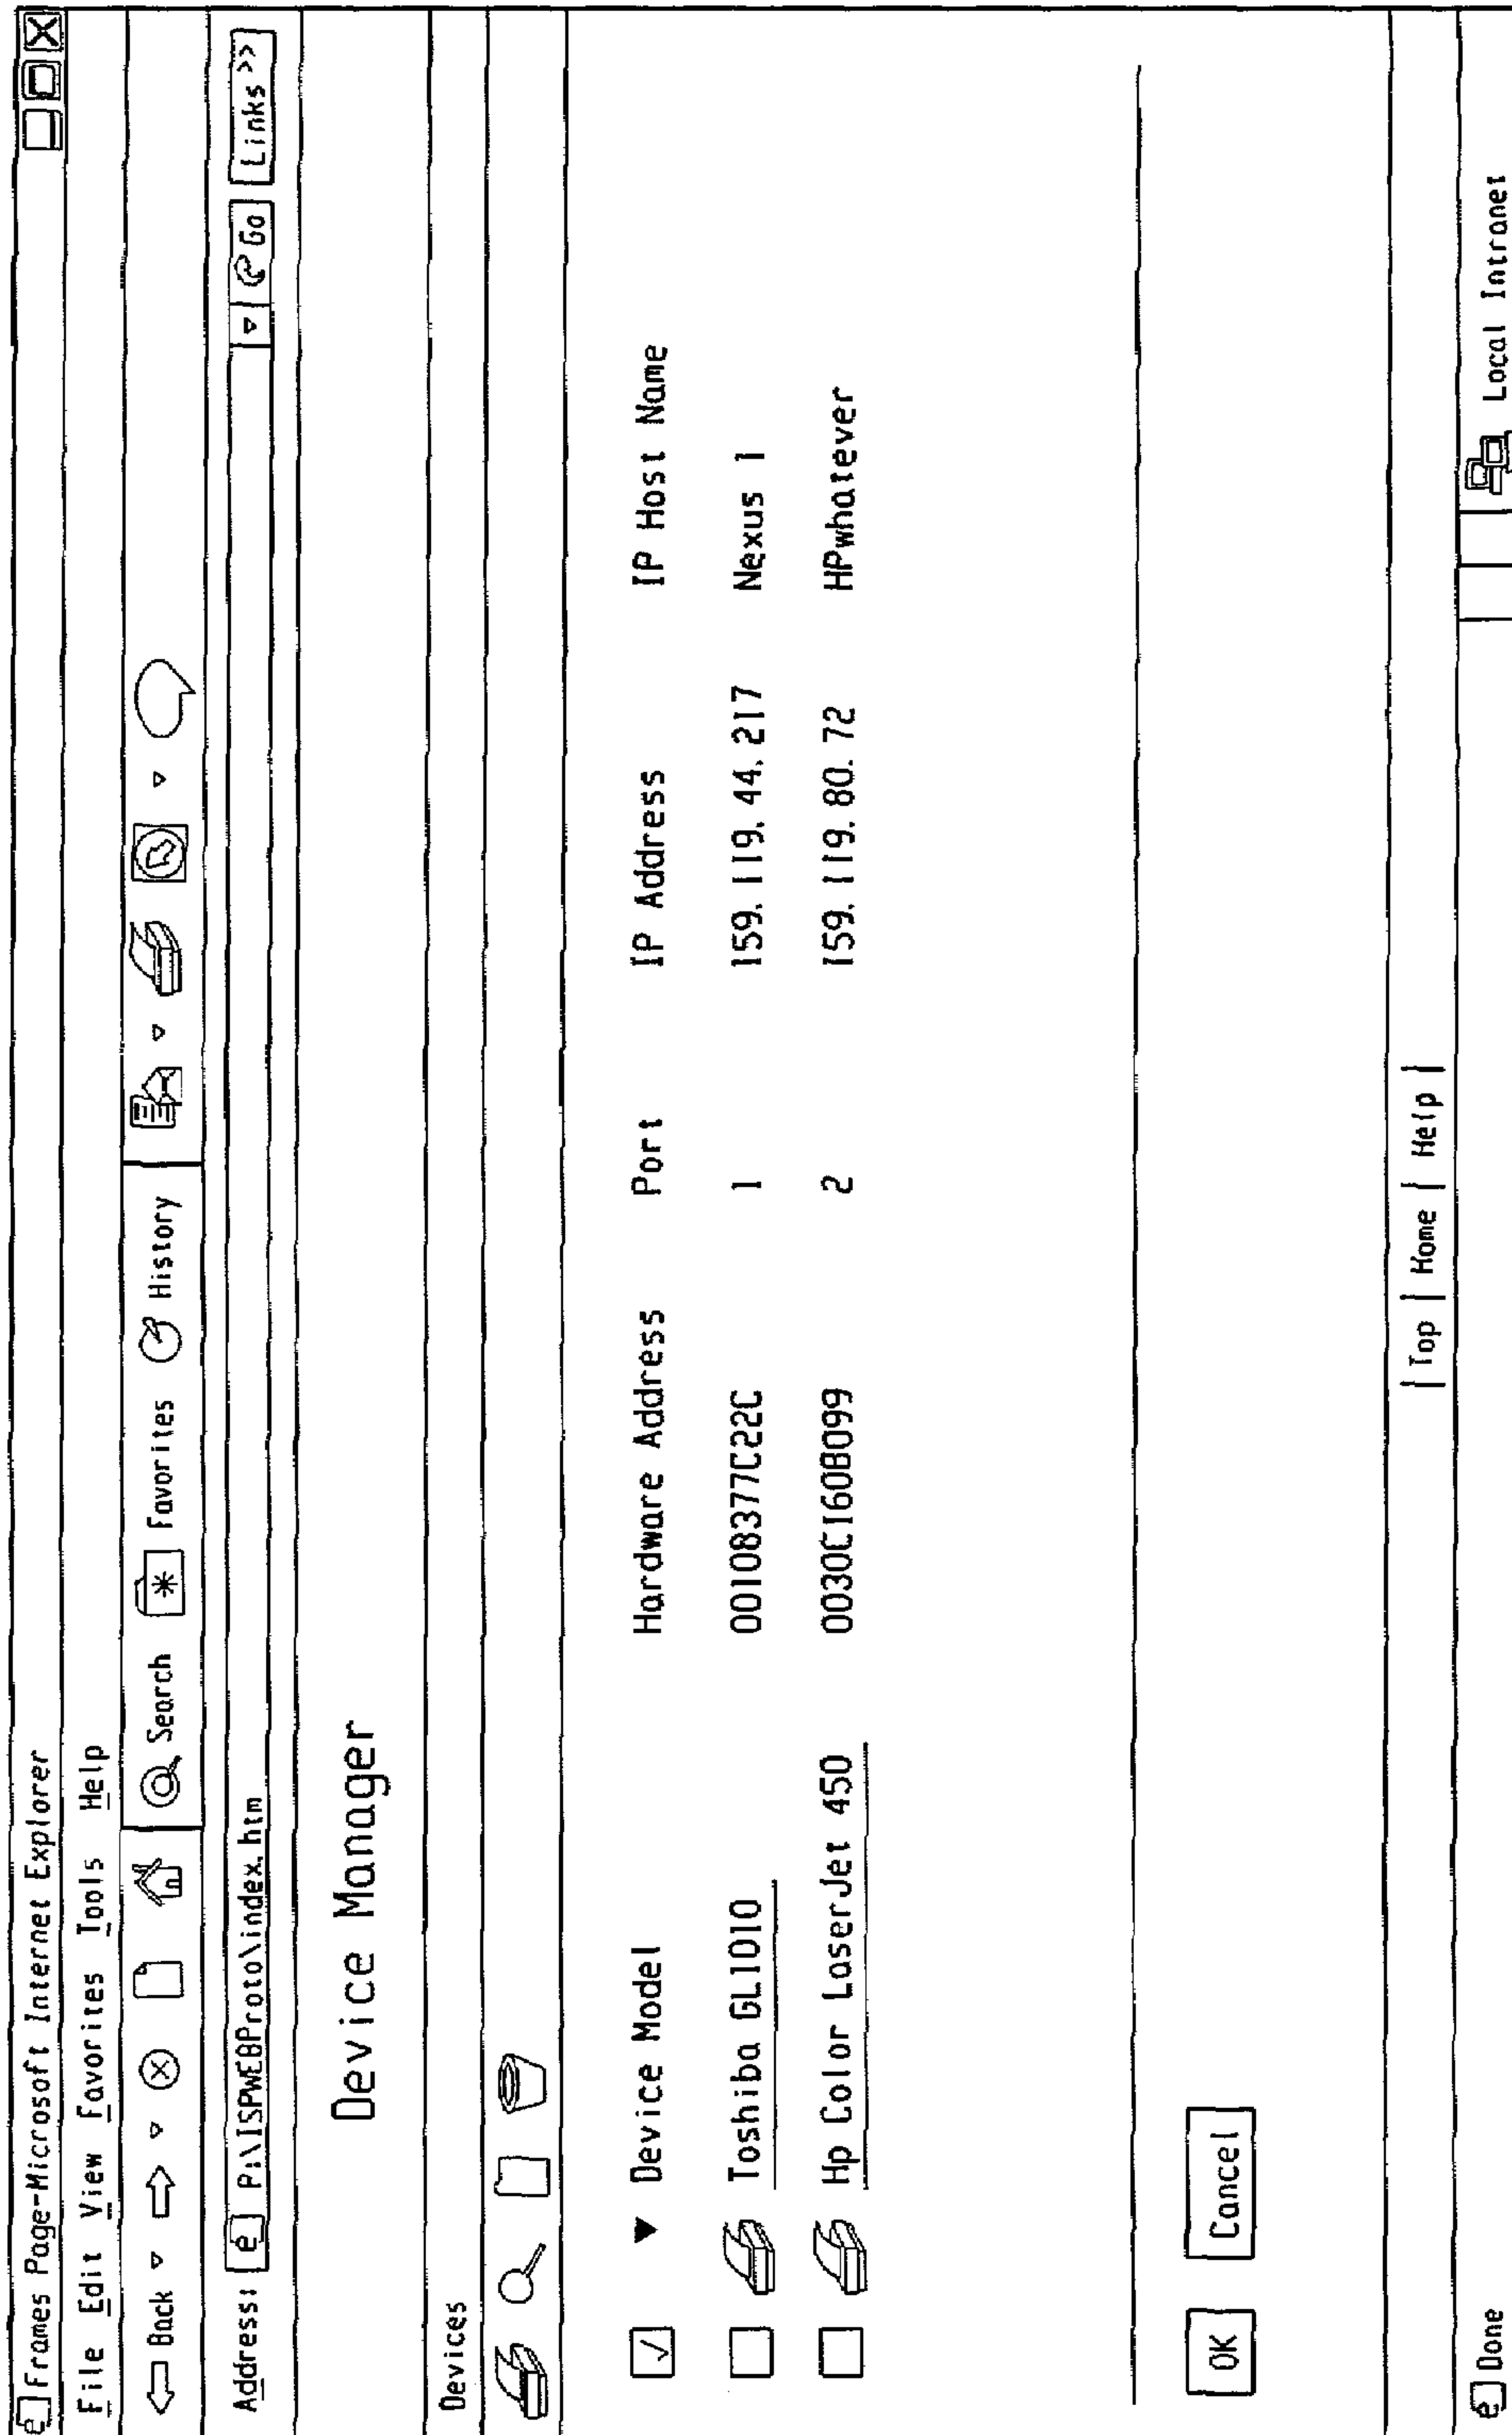 Frames Page-Microsoft Internet Explorer
File Edit View Favorites Tools Help
Back Search Favorites History
Address: P:\ISPWEBProto\index.htm Go Links >>
Device Manager
Devices
Device Model Hardware Address Port IP Address IP Host Name
Toshiba GL1010 00108377C22C 1 159.119.44.217 Nexus 1
Hp Color LaserJet 450 0030C160B099 2 159.119.80.72 HPwhatever
OK Cancel
| Top | Home | Help |
Done Local Intranet